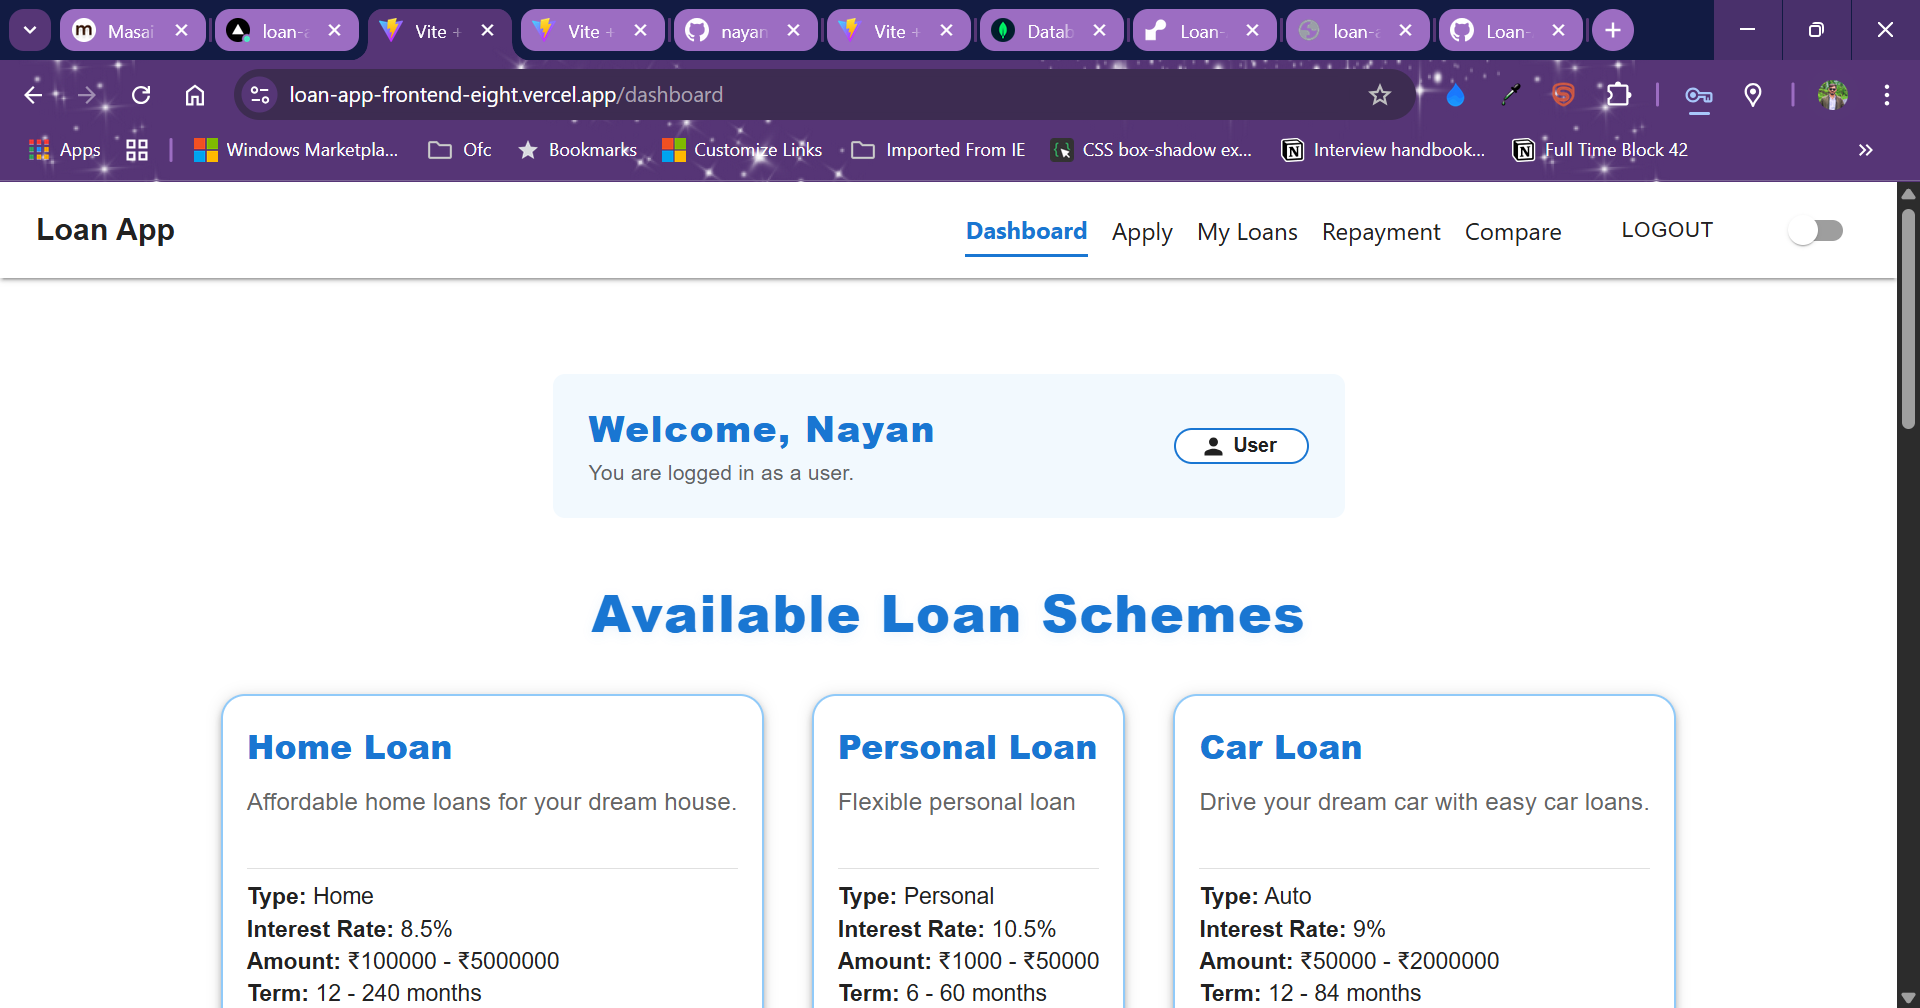 Masai
loan-a
Vite +
Vite +
nayan
Vite +
Datab
Loan-
loan-a
Loan-
loan-app-frontend-eight.vercel.app/dashboard
Apps
Windows Marketpla...
Ofc
Bookmarks
Customize Links
Imported From IE
CSS box-shadow ex...
Interview handbook...
Full Time Block 42
Loan App
Dashboard
Apply
My Loans
Repayment
Compare
LOGOUT
Welcome, Nayan
You are logged in as a user.
User
Available Loan Schemes
Home Loan
Affordable home loans for your dream house.
Type: Home
Interest Rate: 8.5%
Amount: ₹100000 - ₹5000000
Term: 12 - 240 months
Personal Loan
Flexible personal loan
Type: Personal
Interest Rate: 10.5%
Amount: ₹1000 - ₹50000
Term: 6 - 60 months
Car Loan
Drive your dream car with easy car loans.
Type: Auto
Interest Rate: 9%
Amount: ₹50000 - ₹2000000
Term: 12 - 84 months